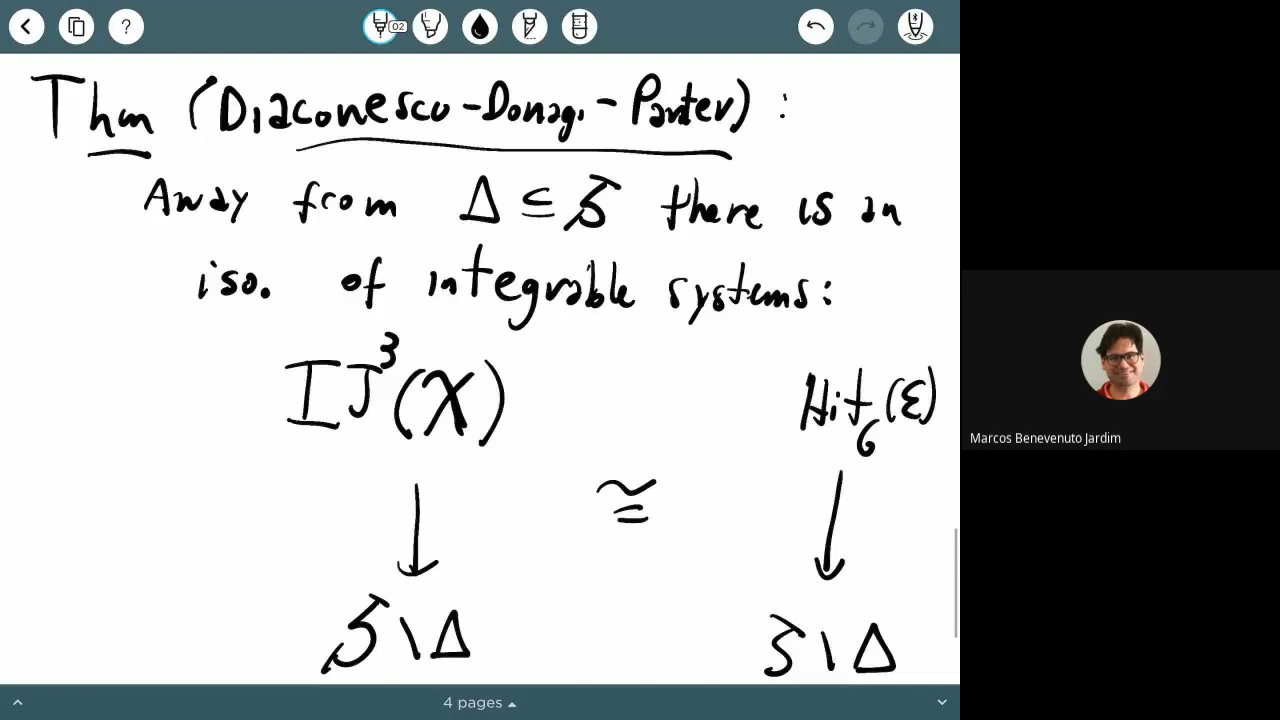 ?
02
Thm (Diaconescu-Donagi-Pantev) :
Away from Δ ⊆ B there is an
iso. of integrable systems:
IJ³(X) ≅ Hit_G(Σ)
↓ ↓
B \ Δ B \ Δ
Marcos Benevenuto Jardim
4 pages